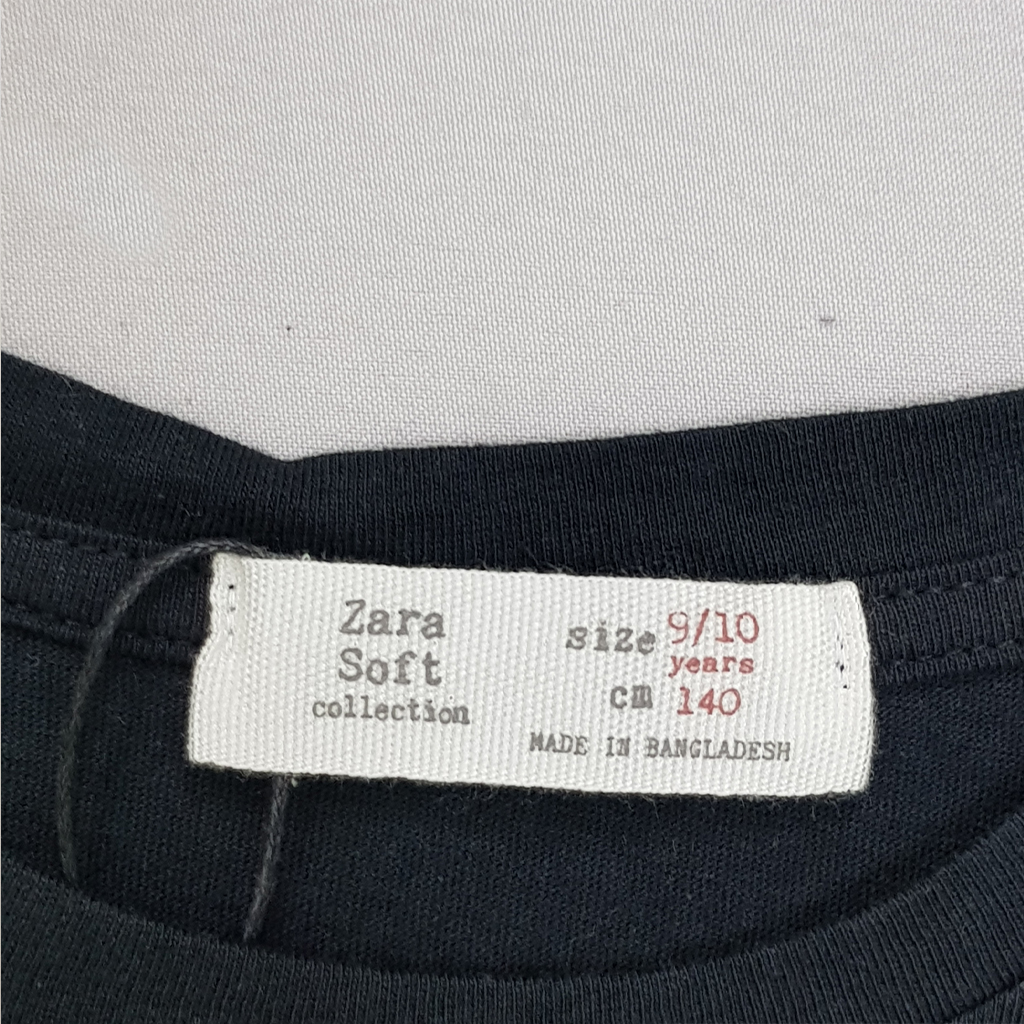 Zara
Soft
collection
size 9/10
years
cm 140
MADE IN BANGLADESH